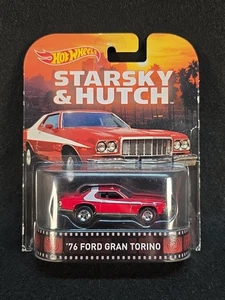 Hot Wheels
STARSKY
& HUTCH
'76 FORD GRAN TORINO